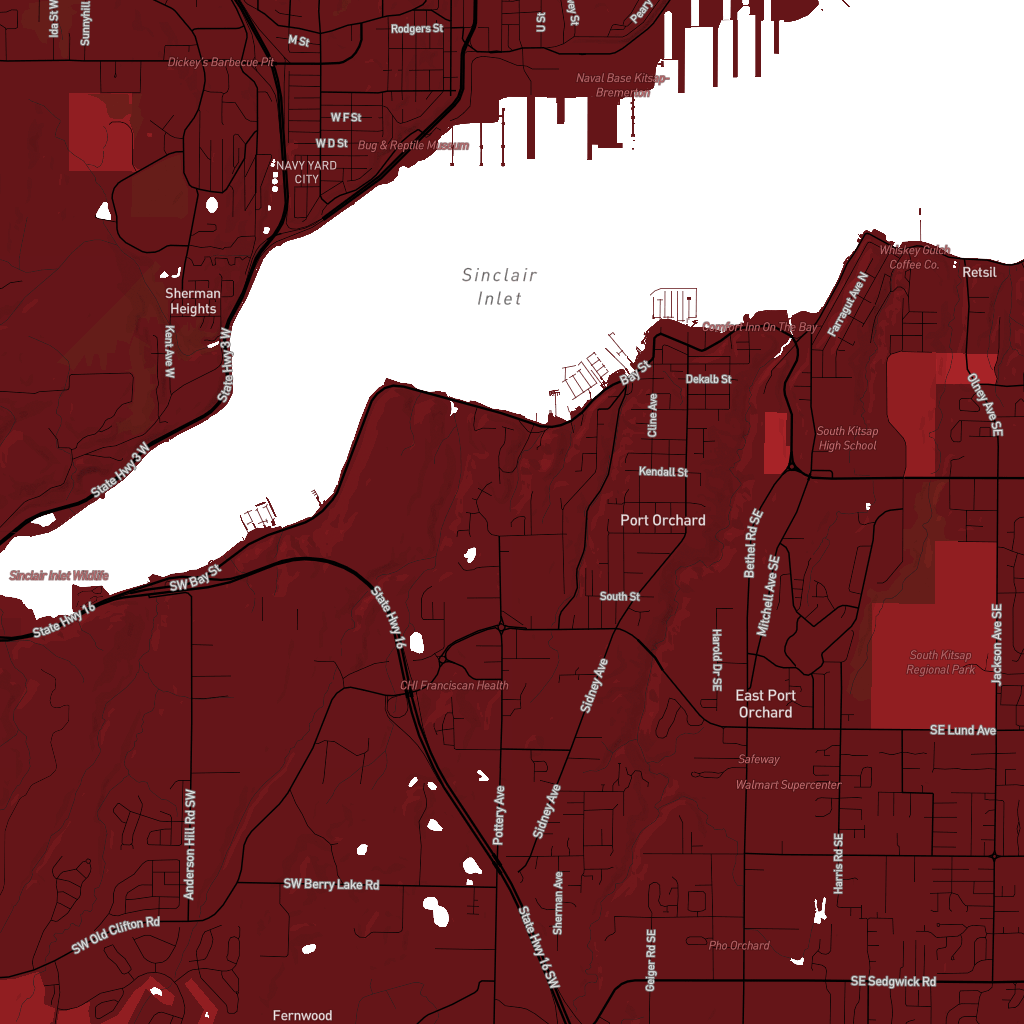 Ida St W
Sunnyhill
M St
Rodgers St
U St
ey St
Peary
Dickey's Barbecue Pit
Naval Base Kitsap-
Bremerton
W F St
W D St
Bug & Reptile Museum
NAVY YARD
CITY
Sinclair
Inlet
Whiskey Gulch
Coffee Co.
Retsil
Sherman
Heights
Farragut Ave N
Comfort Inn On The Bay
Kent Ave W
State Hwy 3 W
Bay St
Dekalb St
Olney Ave SE
Cline Ave
South Kitsap
High School
State Hwy 3 W
Kendall St
Port Orchard
Bethel Rd SE
Sinclair Inlet Wildlife
SW Bay St
Mitchell Ave SE
State Hwy 16
State Hwy 16
South St
Harold Dr SE
Jackson Ave SE
South Kitsap
Regional Park
CHI Franciscan Health
Sidney Ave
East Port
Orchard
SE Lund Ave
Safeway
Walmart Supercenter
Anderson Hill Rd SW
Pottery Ave
Sidney Ave
Harris Rd SE
SW Berry Lake Rd
Sherman Ave
SW Old Clifton Rd
State Hwy 16 SW
Geiger Rd SE
Pho Orchard
SE Sedgwick Rd
Fernwood